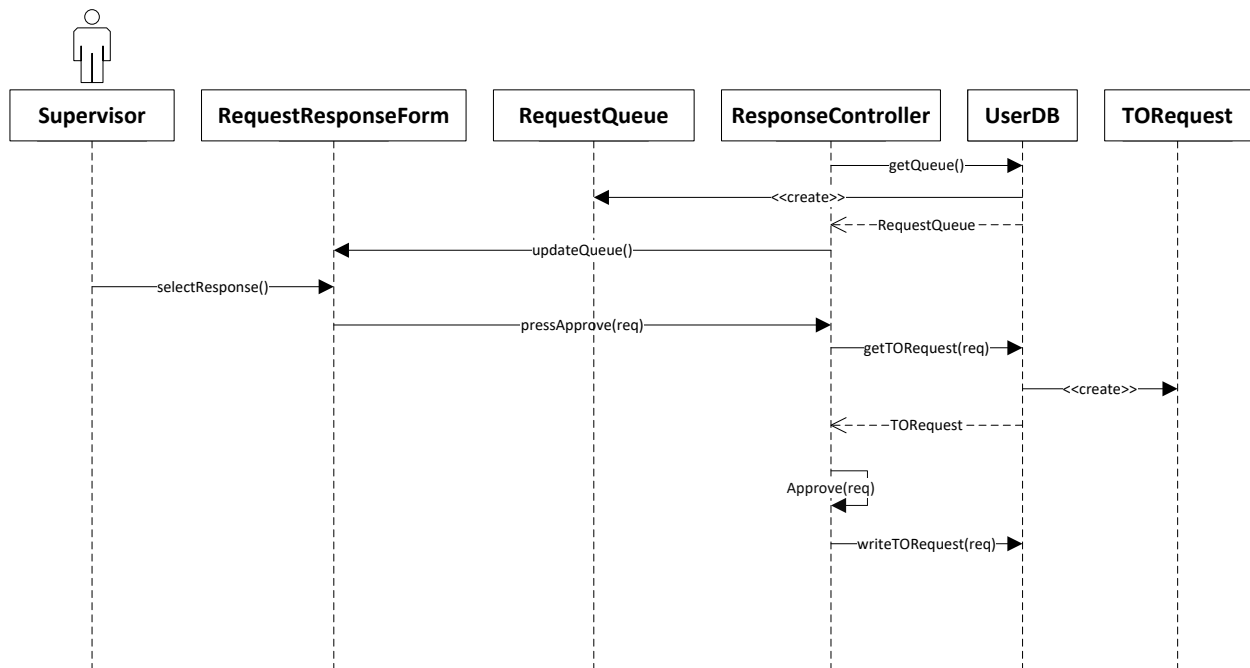 Supervisor
RequestResponseForm
RequestQueue
ResponseController
UserDB
TORequest
getQueue()
<<create>>
RequestQueue
updateQueue()
selectResponse()
pressApprove(req)
getTORequest(req)
<<create>>
TORequest
Approve(req)
writeTORequest(req)